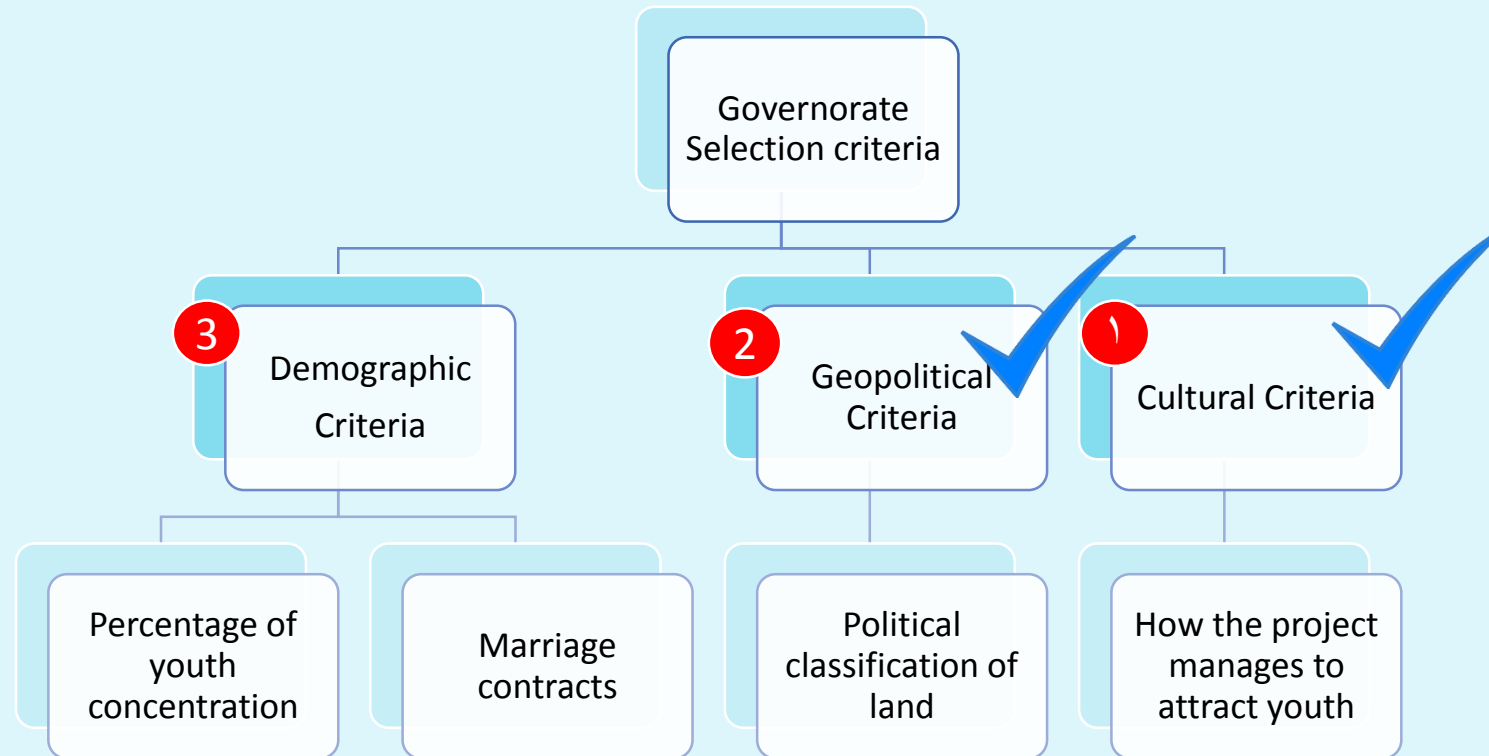 Governorate
Selection criteria
3
Demographic
Criteria
2
Geopolitical
Criteria
١
Cultural Criteria
Percentage of
youth
concentration
Marriage
contracts
Political
classification of
land
How the project
manages to
attract youth